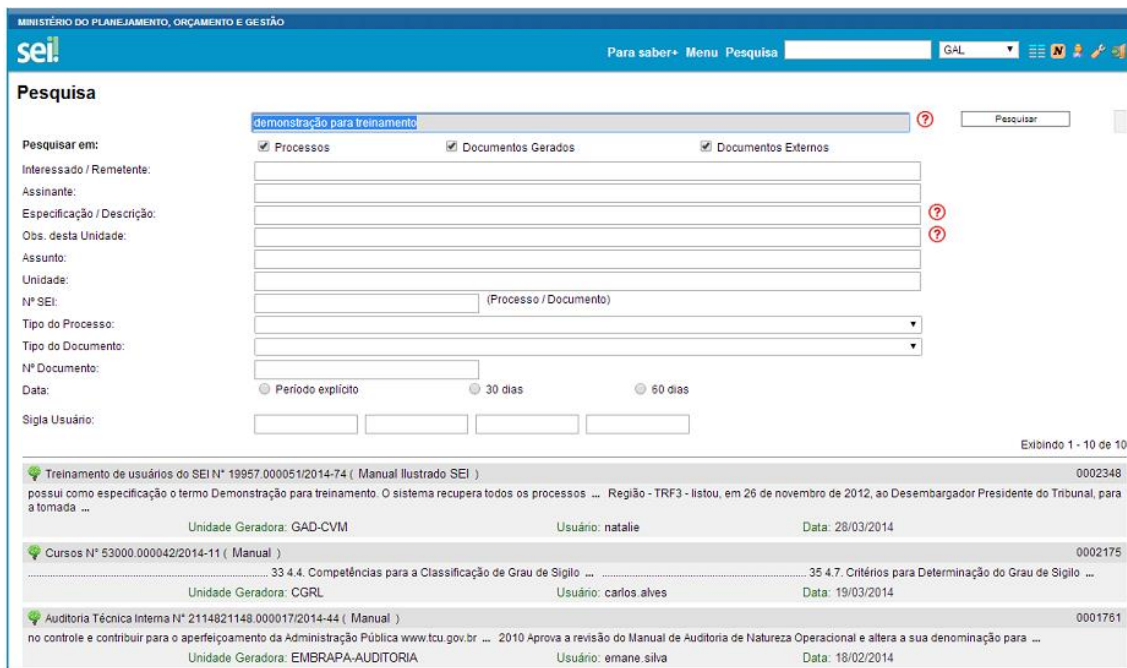 MINISTÉRIO DO PLANEJAMENTO, ORÇAMENTO E GESTÃO
sei! Para saber+ Menu Pesquisa GAL
Pesquisa
demonstração para treinamento ? Pesquisar
Pesquisar em: Processos Documentos Gerados Documentos Externos
Interessado / Remetente:
Assinante:
Especificação / Descrição: ?
Obs. desta Unidade: ?
Assunto:
Unidade:
Nº SEI: (Processo / Documento)
Tipo do Processo:
Tipo do Documento:
Nº Documento:
Data: Período explícito 30 dias 60 dias
Sigla Usuário:
Exibindo 1 - 10 de 10
Treinamento de usuários do SEI N° 19957.000051/2014-74 ( Manual Ilustrado SEI ) 0002348
possui como especificação o termo Demonstração para treinamento. O sistema recupera todos os processos ... Região - TRF3 - listou, em 26 de novembro de 2012, ao Desembargador Presidente do Tribunal, para
a tomada ...
Unidade Geradora: GAD-CVM Usuário: natalie Data: 28/03/2014
Cursos N° 53000.000042/2014-11 ( Manual ) 0002175
33 4.4. Competências para a Classificação de Grau de Sigilo ... 35 4.7. Critérios para Determinação do Grau de Sigilo ...
Unidade Geradora: CGRL Usuário: carlos.alves Data: 19/03/2014
Auditoria Técnica Interna N° 2114821148.000017/2014-44 ( Manual ) 0001761
no controle e contribuir para o aperfeiçoamento da Administração Pública www.tcu.gov.br ... 2010 Aprova a revisão do Manual de Auditoria de Natureza Operacional e altera a sua denominação para ...
Unidade Geradora: EMBRAPA-AUDITORIA Usuário: ernane.silva Data: 18/02/2014